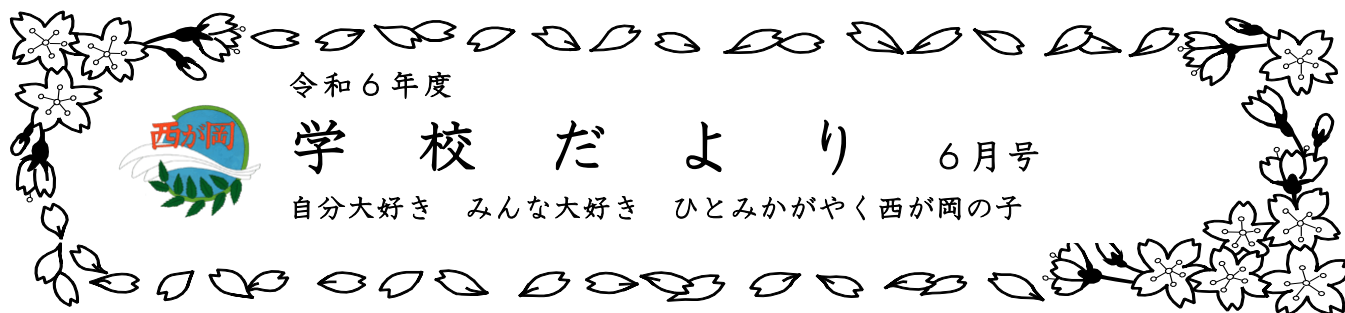 令和６年度
西が岡
学校だより　６月号
自分大好き　みんな大好き　ひとみかがやく西が岡の子